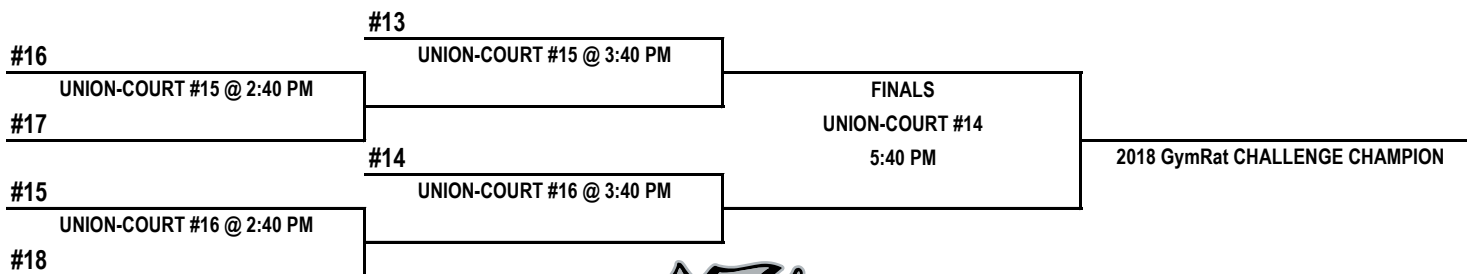 #13
#16
UNION-COURT #15 @ 3:40 PM
UNION-COURT #15 @ 2:40 PM
FINALS
#17
UNION-COURT #14
#14
5:40 PM
2018 GymRat CHALLENGE CHAMPION
#15
UNION-COURT #16 @ 3:40 PM
UNION-COURT #16 @ 2:40 PM
#18